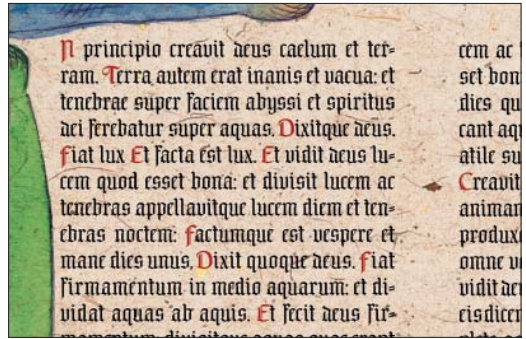 N principio creavit deus caelum et ter=
ram. Terra autem erat inanis et vacua: et
tenebrae super faciem abyssi et spiritus
dei ferebatur super aquas. Dixitque deus.
fiat lux Et facta est lux. Et vidit deus lu=
cem quod esset bona: et divisit lucem ac
tenebras appellavitque lucem diem et ten=
ebras noctem: factumque est vespere et
mane dies unus. Dixit quoque deus. fiat
firmamentum in medio aquarum: et di=
vidat aquas ab aquis. Et fecit deus fir=
cem ac
set bon
dies qu
cant aq
atile su
Creavit
animan
produx
omne
vidit de
eis dicen